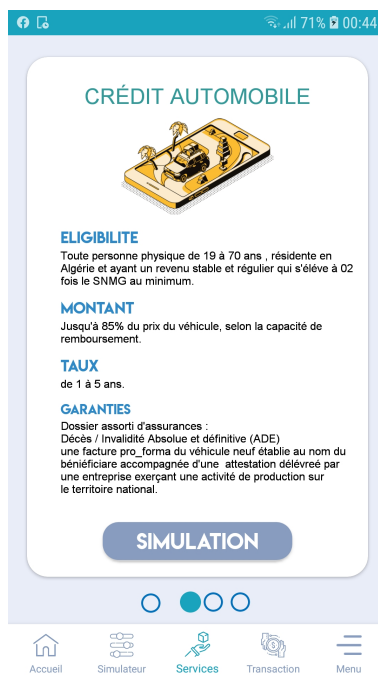 71% 00:44
CRÉDIT AUTOMOBILE
ELIGIBILITE
Toute personne physique de 19 à 70 ans , résidente en
Algérie et ayant un revenu stable et régulier qui s'éléve à 02
fois le SNMG au minimum.
MONTANT
Jusqu'à 85% du prix du véhicule, selon la capacité de
remboursement.
TAUX
de 1 à 5 ans.
GARANTIES
Dossier assorti d'assurances :
Décès / Invalidité Absolue et définitive (ADE)
une facture pro_forma du véhicule neuf établie au nom du
béniéficiare accompagnée d'une attestation délévreé par
une entreprise exerçant une activité de production sur
le territoire national.
SIMULATION
Accueil Simulateur Services Transaction Menu